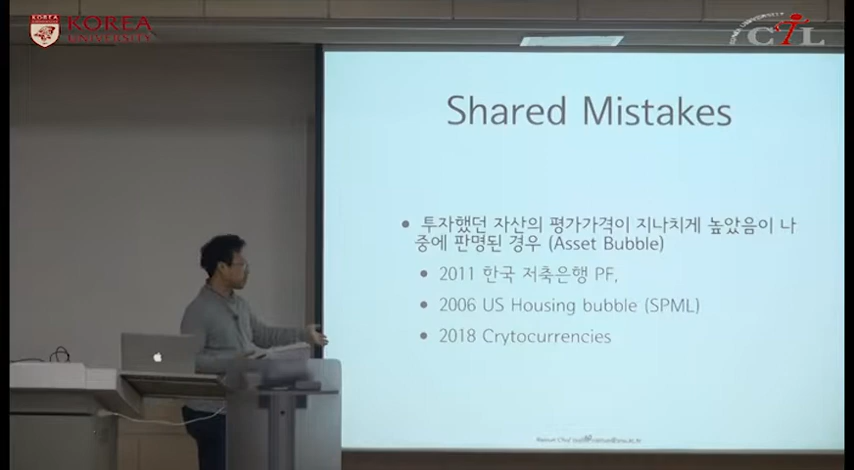 KOREA
UNIVERSITY
CTL
Shared Mistakes
• 투자했던 자산의 평가가격이 지나치게 높았음이 나
중에 판명된 경우 (Asset Bubble)
• 2011 한국 저축은행 PF,
• 2006 US Housing bubble (SPML)
• 2018 Crytocurrencies